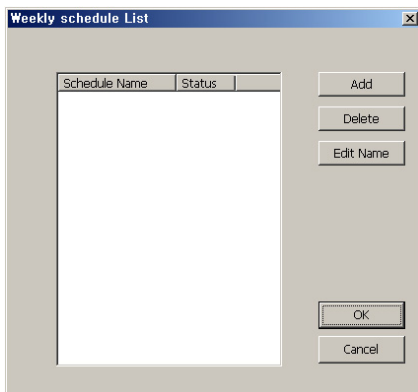 Weekly schedule List
Schedule Name Status
Add
Delete
Edit Name
OK
Cancel